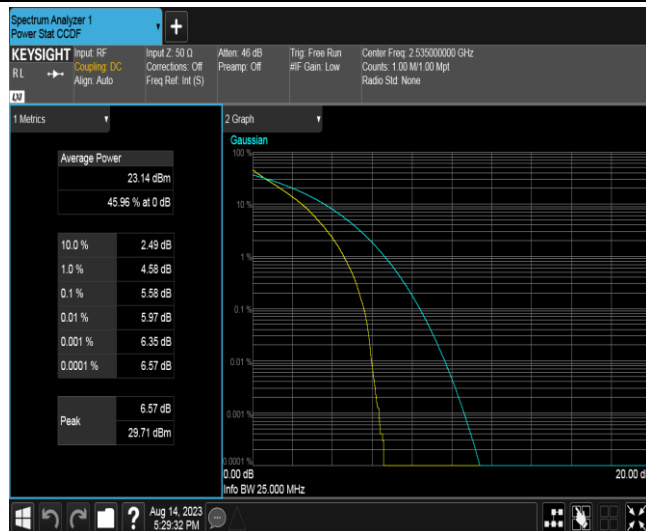 Spectrum Analyzer 1
Power Stat CCDF
KEYSIGHT
RL
Input: RF
Coupling: DC
Align: Auto
Input Z: 50 Ω
Corrections: Off
Freq Ref: Int (S)
Atten: 46 dB
Preamp: Off
Trig: Free Run
#IF Gain: Low
Center Freq: 2.535000000 GHz
Counts: 1.00 M/1.00 Mpt
Radio Std: None
1 Metrics
Average Power
23.14 dBm
45.96 % at 0 dB
10.0 % 2.49 dB
1.0 % 4.58 dB
0.1 % 5.58 dB
0.01 % 5.97 dB
0.001 % 6.35 dB
0.0001 % 6.57 dB
Peak
6.57 dB
29.71 dBm
2 Graph
Gaussian
100 %
10 %
1 %
0.1 %
0.01 %
0.001 %
0.0001 %
0.00 dB
20.00 d
Info BW 25.000 MHz
Aug 14, 2023
5:29:32 PM